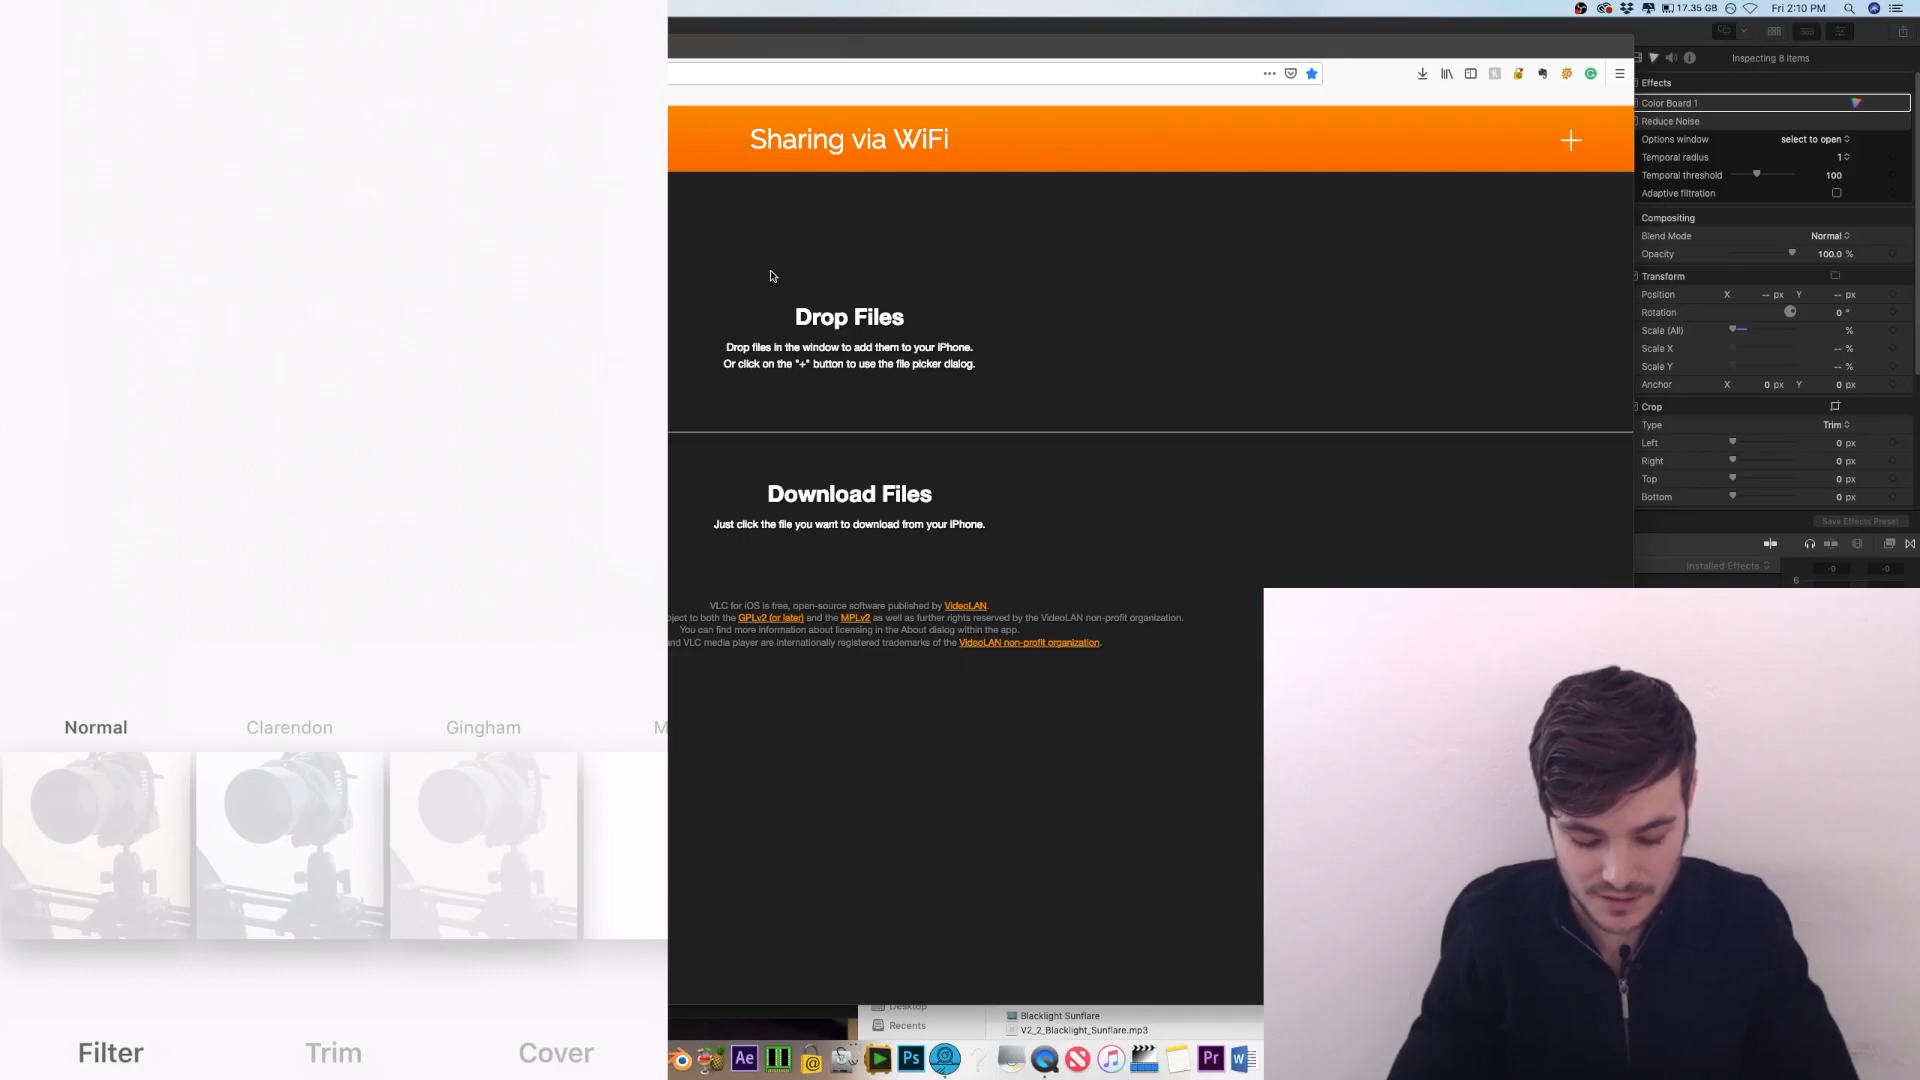 17.35 GB
Fri 2:10 PM
Inspecting 8 items
Sharing via WiFi
Drop Files
Drop files in the window to add them to your iPhone.
Or click on the "+" button to use the file picker dialog.
Download Files
Just click the file you want to download from your iPhone.
VLC for iOS is free, open-source software published by VideoLAN.
ject to both the GPLv2 (or later) and the MPLv2 as well as further rights reserved by the VideoLAN non-profit organization.
You can find more information about licensing in the About dialog within the app.
nd VLC media player are internationally registered trademarks of the VideoLAN non-profit organization.
Effects
Color Board 1
Reduce Noise
Options window select to open
Temporal radius 1
Temporal threshold 100
Adaptive filtration
Compositing
Blend Mode Normal
Opacity 100.0 %
Transform
Position X -- px Y -- px
Rotation 0 °
Scale (All) %
Scale X -- %
Scale Y -- %
Anchor X 0 px Y 0 px
Crop
Type Trim
Left 0 px
Right 0 px
Top 0 px
Bottom 0 px
Save Effects Preset
Installed Effects
-0 -0
6
Normal Clarendon Gingham M
Filter Trim Cover
Desktop
Recents
Blacklight Sunflare
V2_2_Blacklight_Sunflare.mp3
Ae @ Ps ? Pr W